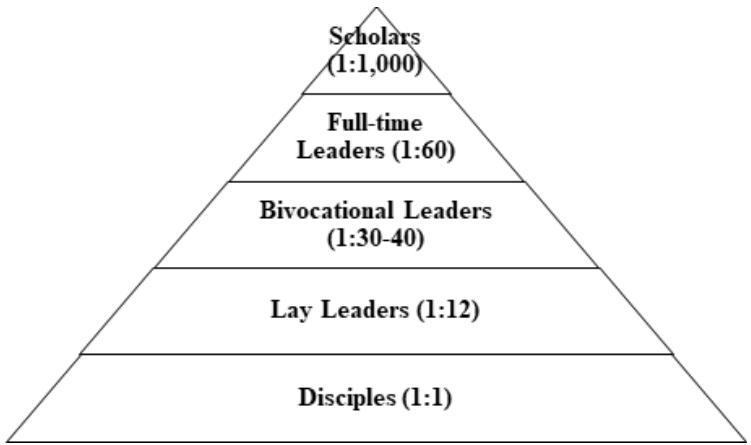 Scholars
(1:1,000)
Full-time
Leaders (1:60)
Bivocational Leaders
(1:30-40)
Lay Leaders (1:12)
Disciples (1:1)